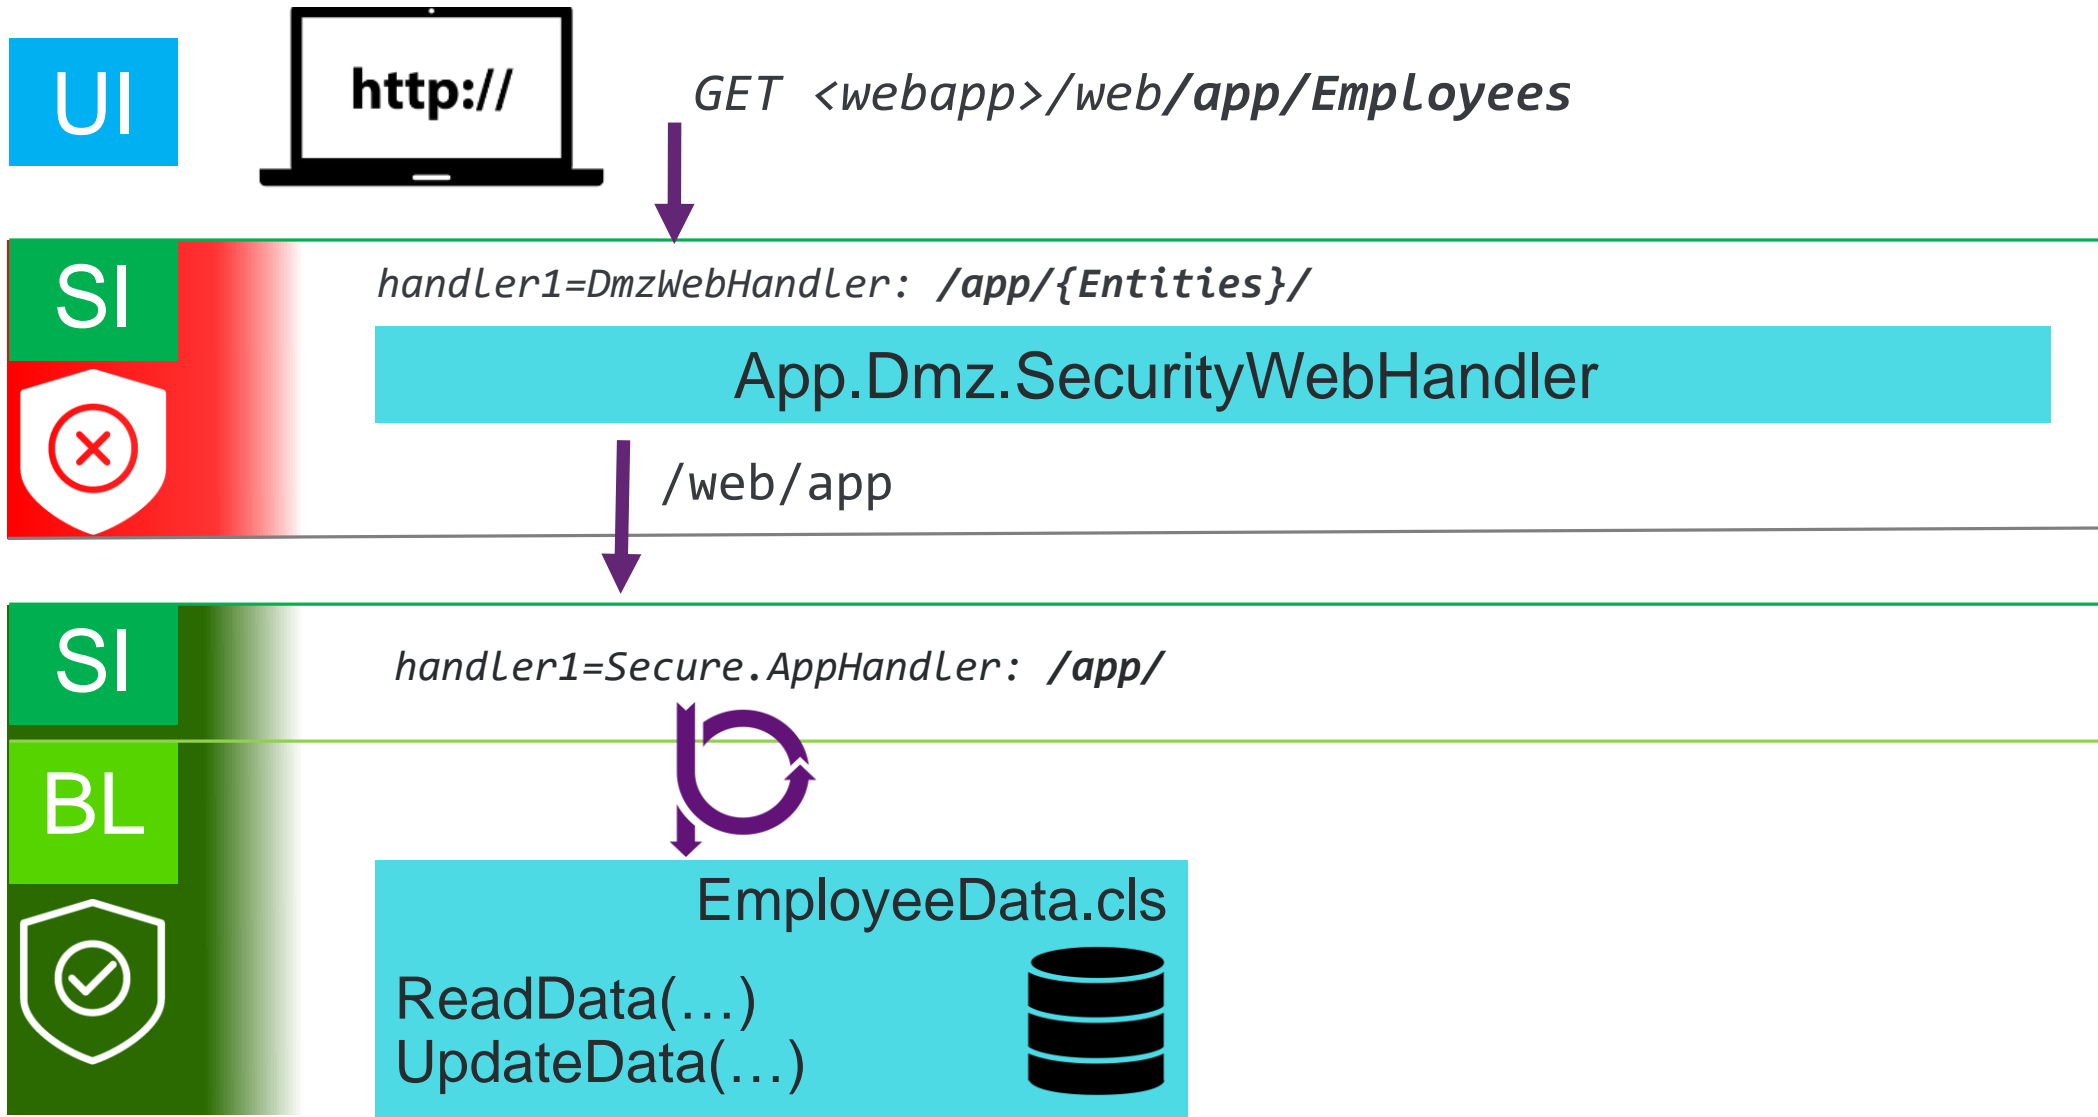 UI
http://
GET <webapp>/web/app/Employees
SI
handler1=DmzWebHandler: /app/{Entities}/
App.Dmz.SecurityWebHandler
/web/app
SI
handler1=Secure.AppHandler: /app/
BL
EmployeeData.cls
ReadData(…)
UpdateData(…)